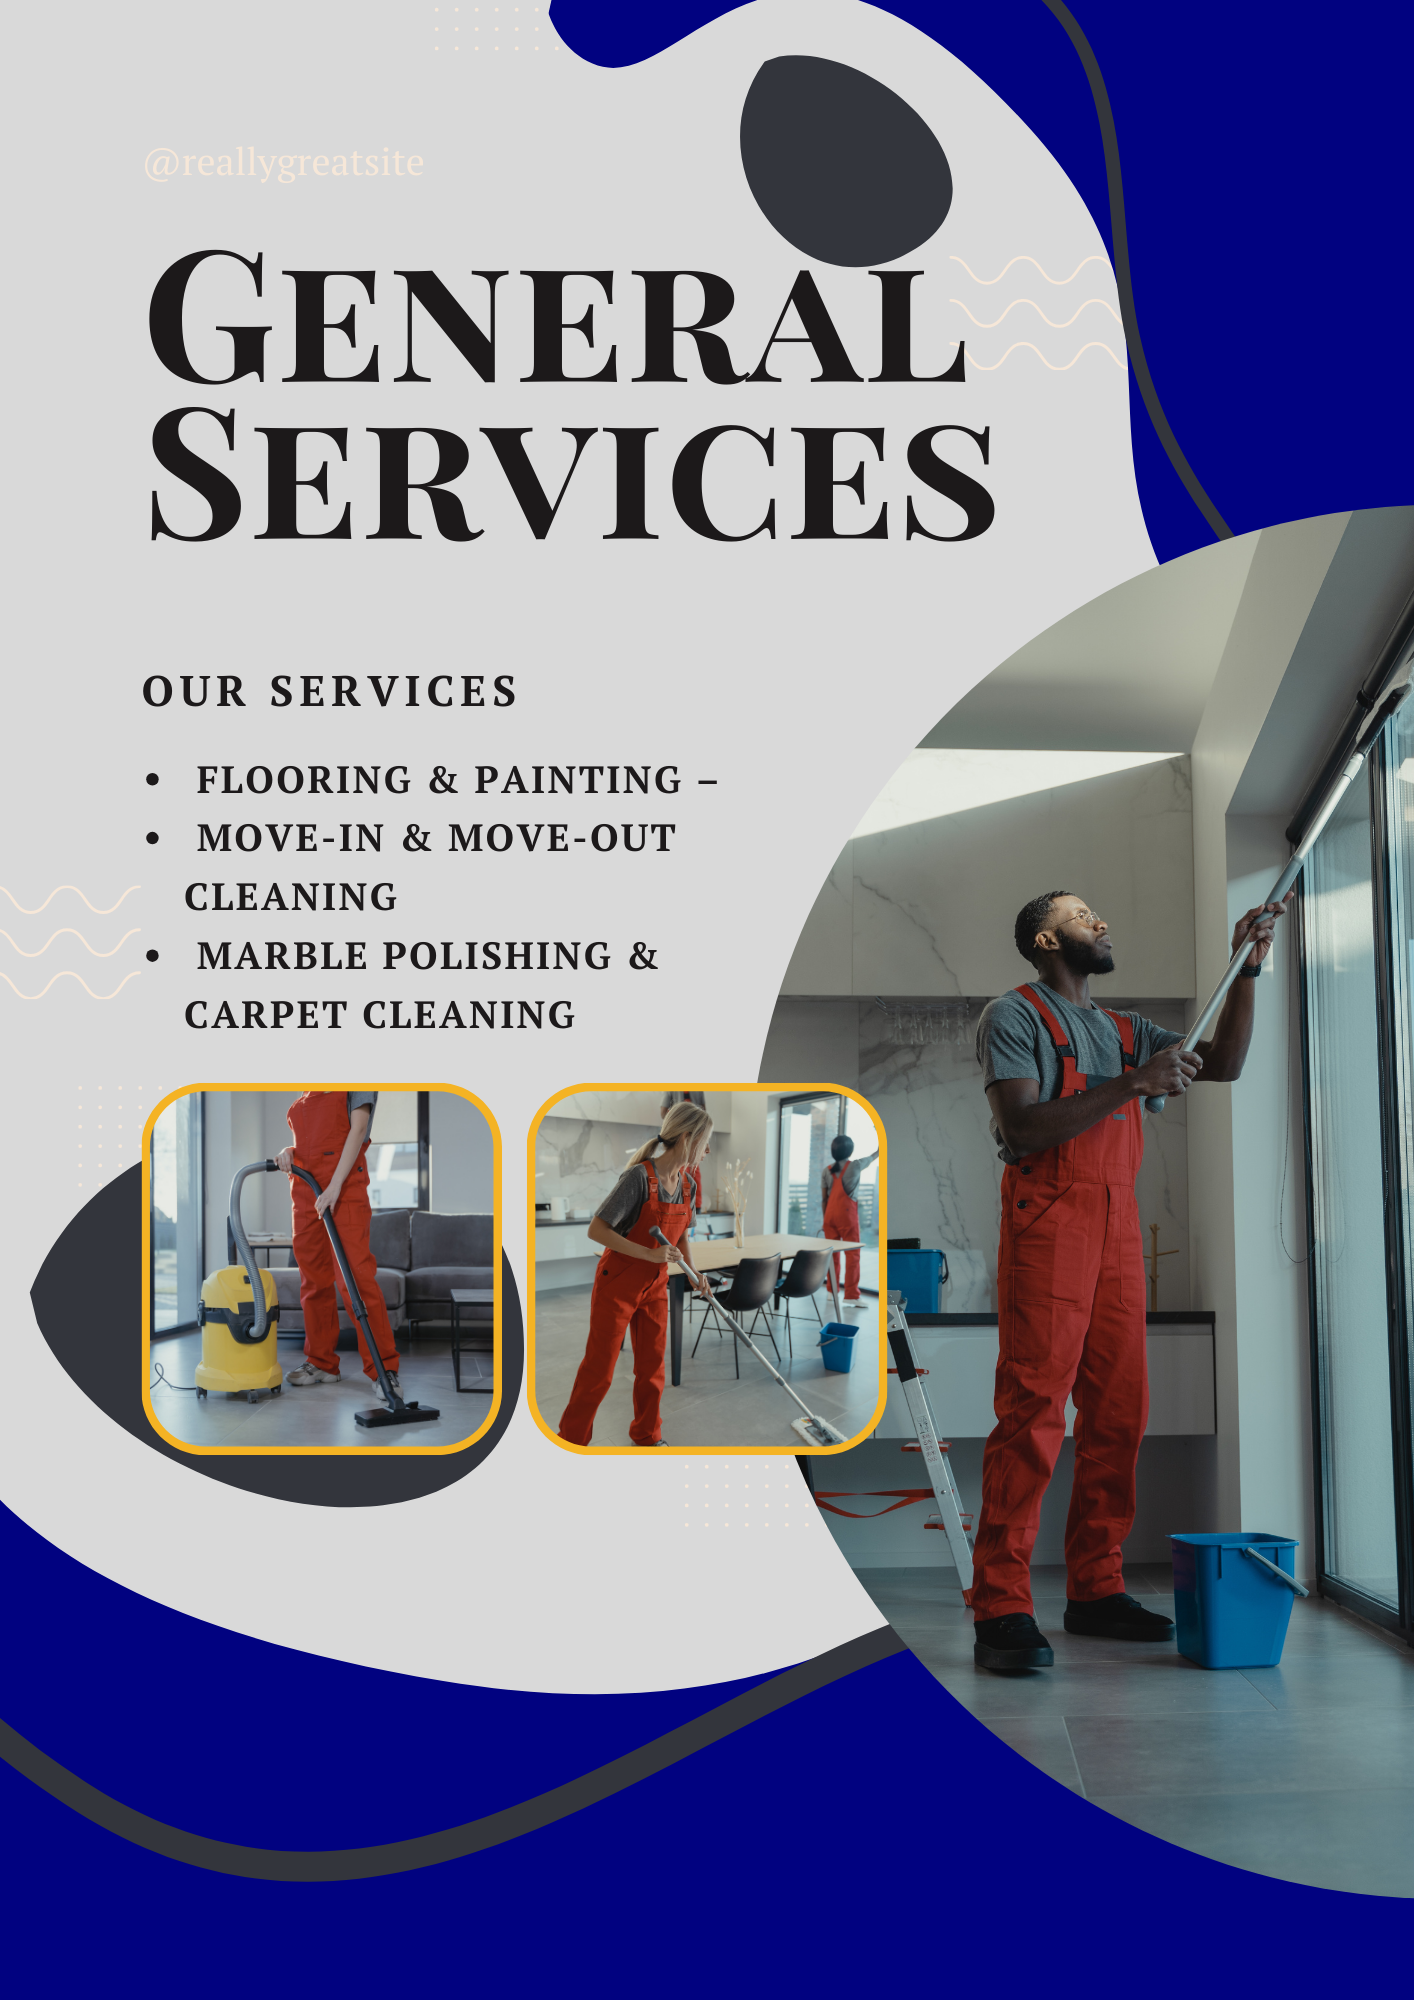 @reallygreatsite
GENERAL
SERVICES
OUR SERVICES
• FLOORING & PAINTING –
• MOVE-IN & MOVE-OUT
CLEANING
• MARBLE POLISHING &
CARPET CLEANING